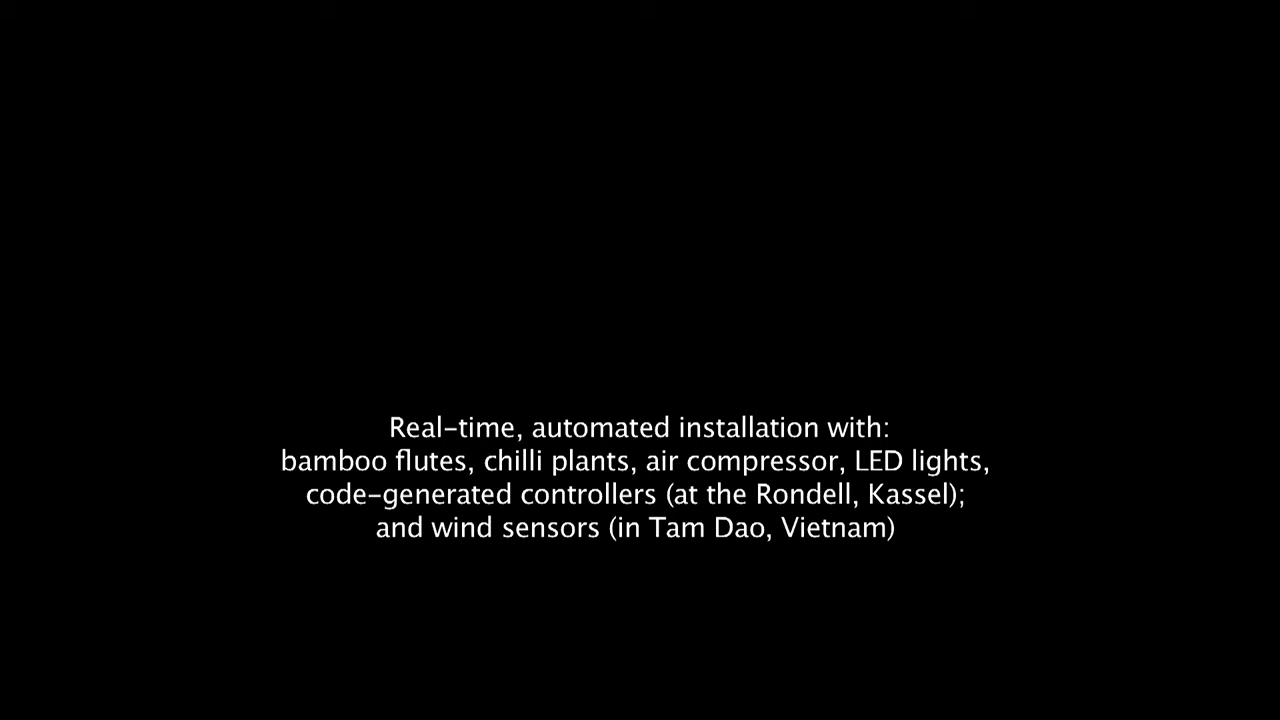 Real-time, automated installation with:
bamboo flutes, chilli plants, air compressor, LED lights,
code-generated controllers (at the Rondell, Kassel);
and wind sensors (in Tam Dao, Vietnam)